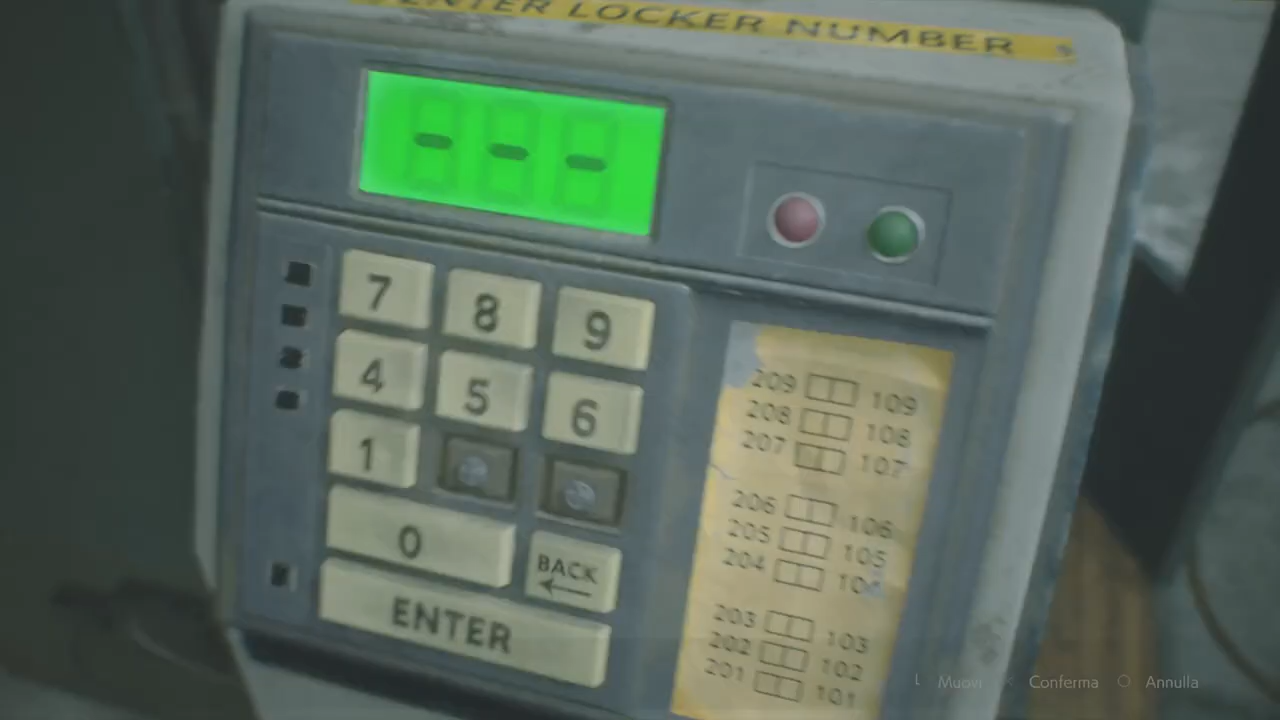 ENTER LOCKER NUMBER
- - -
7 8 9
4 5 6
1
0 BACK
ENTER
209 109
208 108
207 107
206 106
205 105
204 104
203 103
202 102
201 101
L Muovi Conferma O Annulla